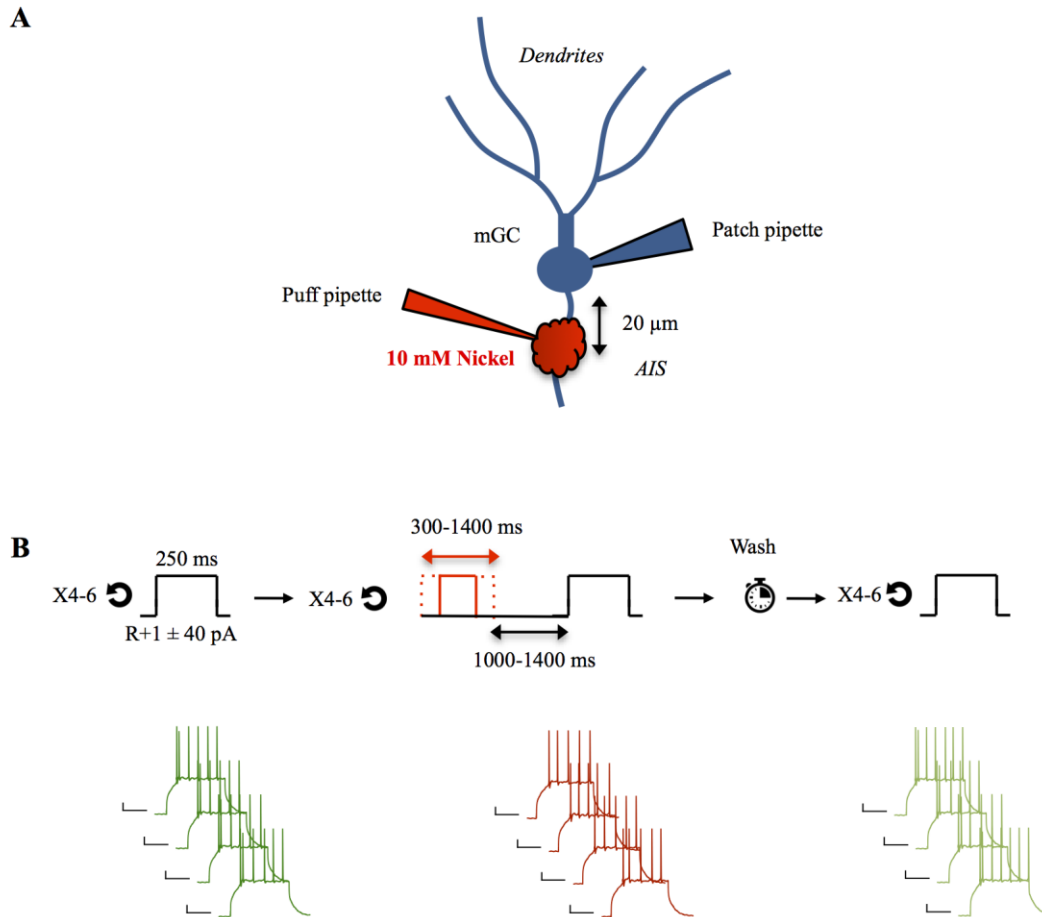 A
Dendrites
mGC
Patch pipette
Puff pipette
20 μm
10 mM Nickel
AIS
B
300-1400 ms
Wash
250 ms
X4-6
X4-6
X4-6
R+1 ± 40 pA
1000-1400 ms